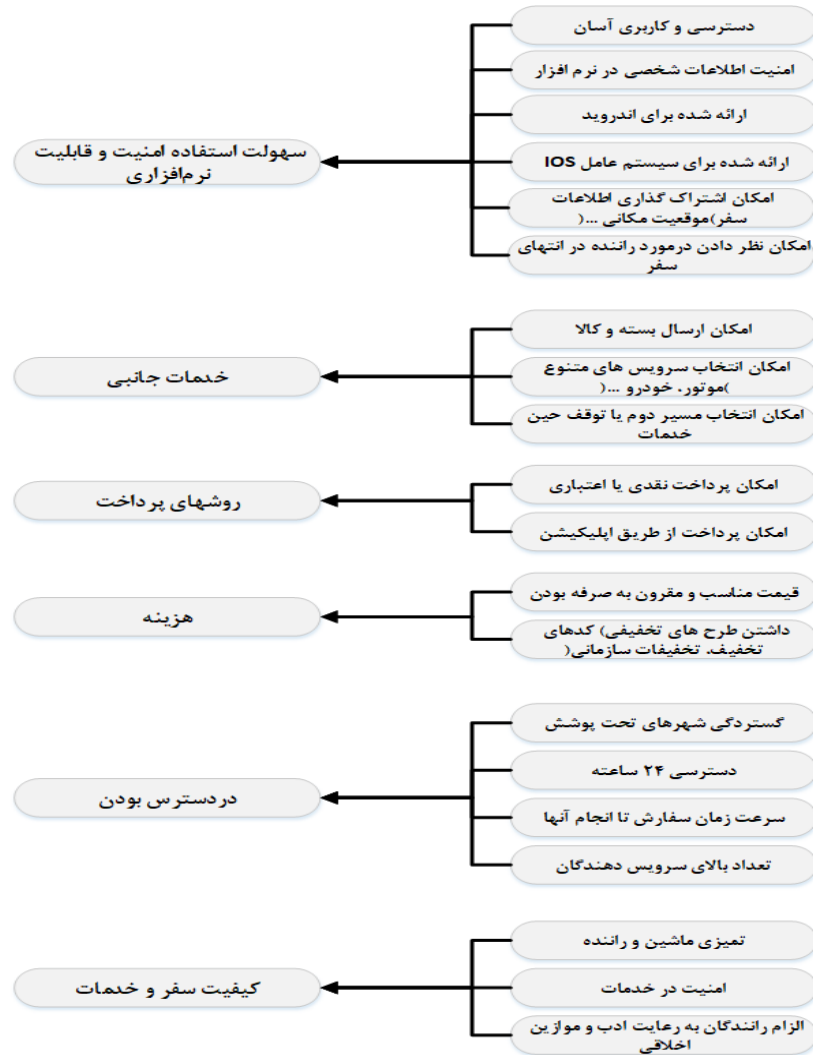 دسترسی و کاربری آسان
امنیت اطلاعات شخصی در نرم افزار
ارائه شده برای اندروید
ارائه شده برای سیستم عامل IOS
امکان اشتراک گذاری اطلاعات
سفر)موقعیت مکانی ...(
امکان نظر دادن درمورد راننده در انتهای
سفر
سهولت استفاده امنیت و قابلیت
نرم‌افزاری
امکان ارسال بسته و کالا
امکان انتخاب سرویس های متنوع
)موتور، خودرو ...(
امکان انتخاب مسیر دوم یا توقف حین
خدمات
خدمات جانبی
امکان پرداخت نقدی یا اعتباری
امکان پرداخت از طریق اپلیکیشن
روشهای پرداخت
قیمت مناسب و مقرون به صرفه بودن
داشتن طرح های تخفیفی) کدهای
تخفیف، تخفیفات سازمانی(
هزینه
گستردگی شهرهای تحت پوشش
دسترسی ۲۴ ساعته
سرعت زمان سفارش تا انجام آنها
تعداد بالای سرویس دهندگان
دردسترس بودن
تمیزی ماشین و راننده
امنیت در خدمات
الزام رانندگان به رعایت ادب و موازین
اخلاقی
کیفیت سفر و خدمات